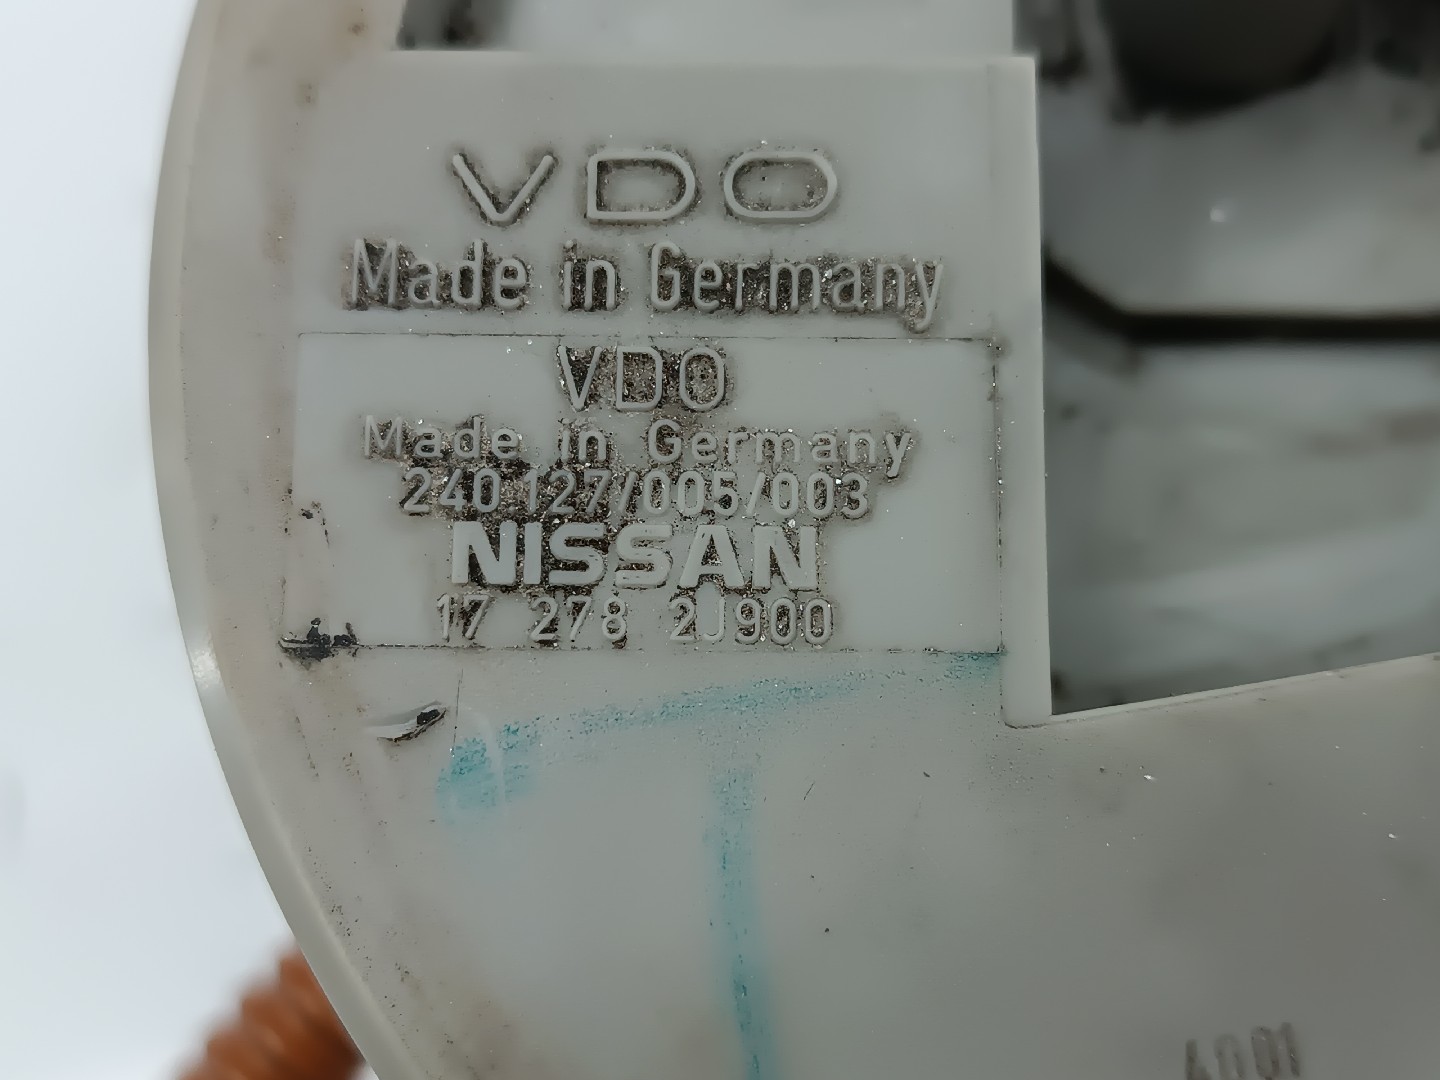 VDO
Made in Germany
VDO
Made in Germany
240 127/005/003
NISSAN
17 278 2J900